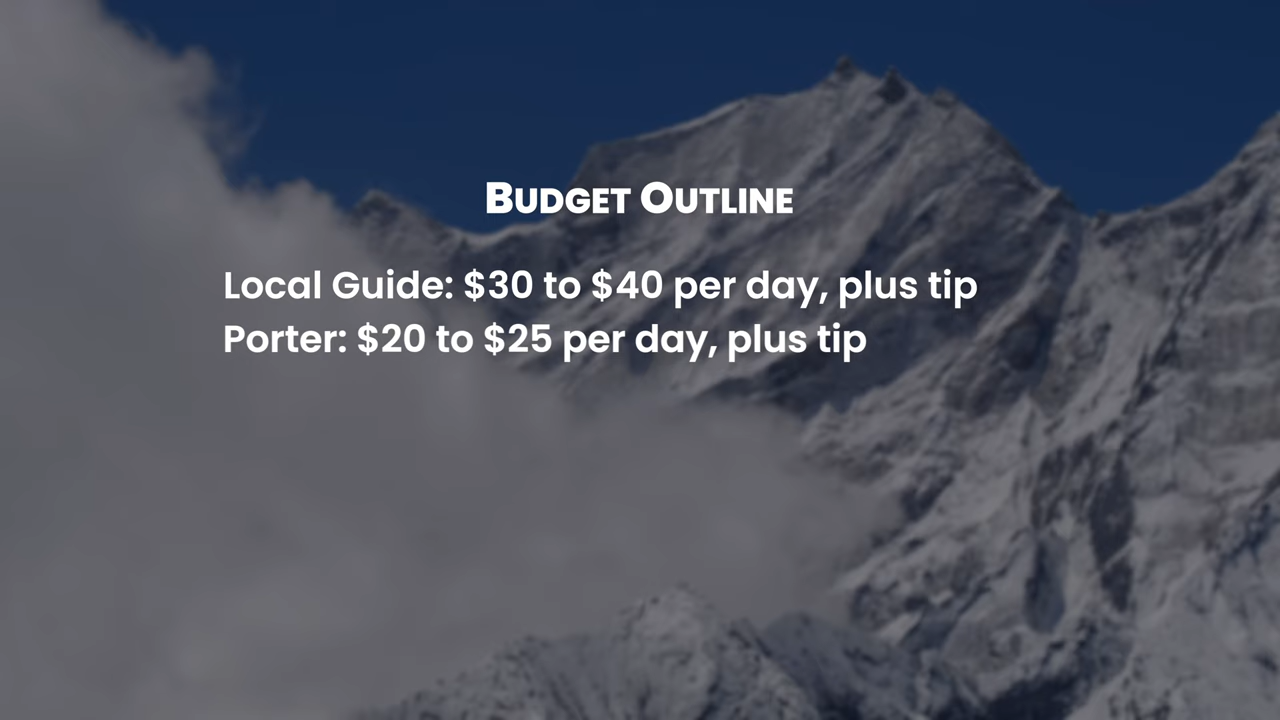 Budget Outline
Local Guide: $30 to $40 per day, plus tip
Porter: $20 to $25 per day, plus tip